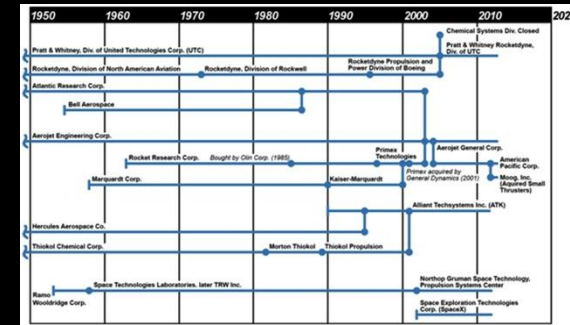 1950 1960 1970 1980 1990 2000 2010 202
Chemical Systems Div. Closed
Pratt & Whitney, Div. of United Technologies Corp. (UTC)
Pratt & Whitney Rocketdyne,
Div. of UTC
Rocketdyne, Division of North American Aviation
Rocketdyne, Division of Rockwell
Rocketdyne Propulsion and
Power Division of Boeing
Atlantic Research Corp.
Bell Aerospace
Aerojet Engineering Corp.
Aerojet General Corp.
Rocket Research Corp.
Bought by Olin Corp. (1985)
Primex
Technologies
American
Pacific Corp.
Primex acquired by
General Dynamics (2001)
Moog, Inc.
(Aquired Small
Thrusters)
Marquardt Corp.
Kaiser-Marquardt
Alliant Techsystems Inc. (ATK)
Hercules Aerospace Co.
Thiokol Chemical Corp.
Morton Thiokol
Thiokol Propulsion
Ramo
Wooldridge Corp.
Space Technologies Laboratories. later TRW Inc.
Northop Gruman Space Technology,
Propulsion Systems Center
Space Exploration Technologies
Corp. (SpaceX)